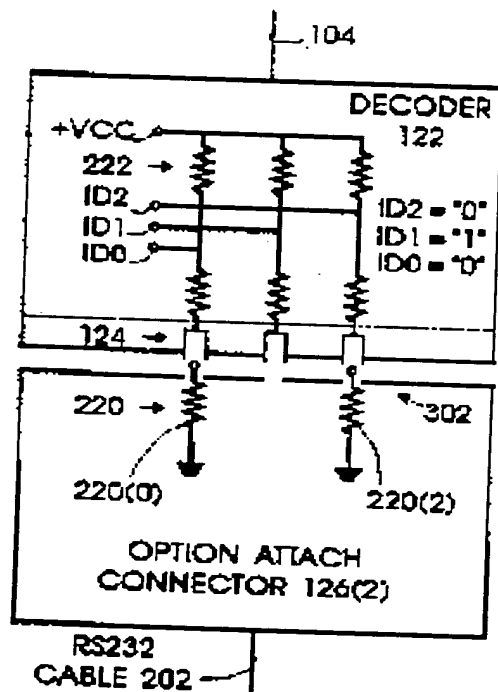 104
DECODER
122
+VCC
222
ID2
ID1
ID0
ID2 = "0"
ID1 = "1"
ID0 = "0"
124
220
302
220(0)
220(2)
OPTION ATTACH
CONNECTOR 126(2)
RS232
CABLE 202